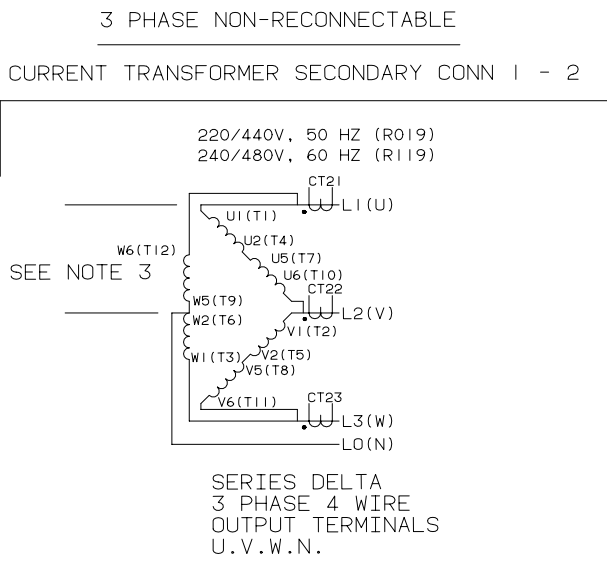 3 PHASE NON-RECONNECTABLE
CURRENT TRANSFORMER SECONDARY CONN 1 - 2
220/440V, 50 HZ (R019)
240/480V, 60 HZ (R119)
CT21
L1(U)
U1(T1)
U2(T4)
W6(T12)
U5(T7)
SEE NOTE 3
U6(T10)
CT22
W5(T9)
L2(V)
W2(T6)
V1(T2)
W1(T3)
V2(T5)
V5(T8)
V6(T11)
CT23
L3(W)
L0(N)
SERIES DELTA
3 PHASE 4 WIRE
OUTPUT TERMINALS
U.V.W.N.